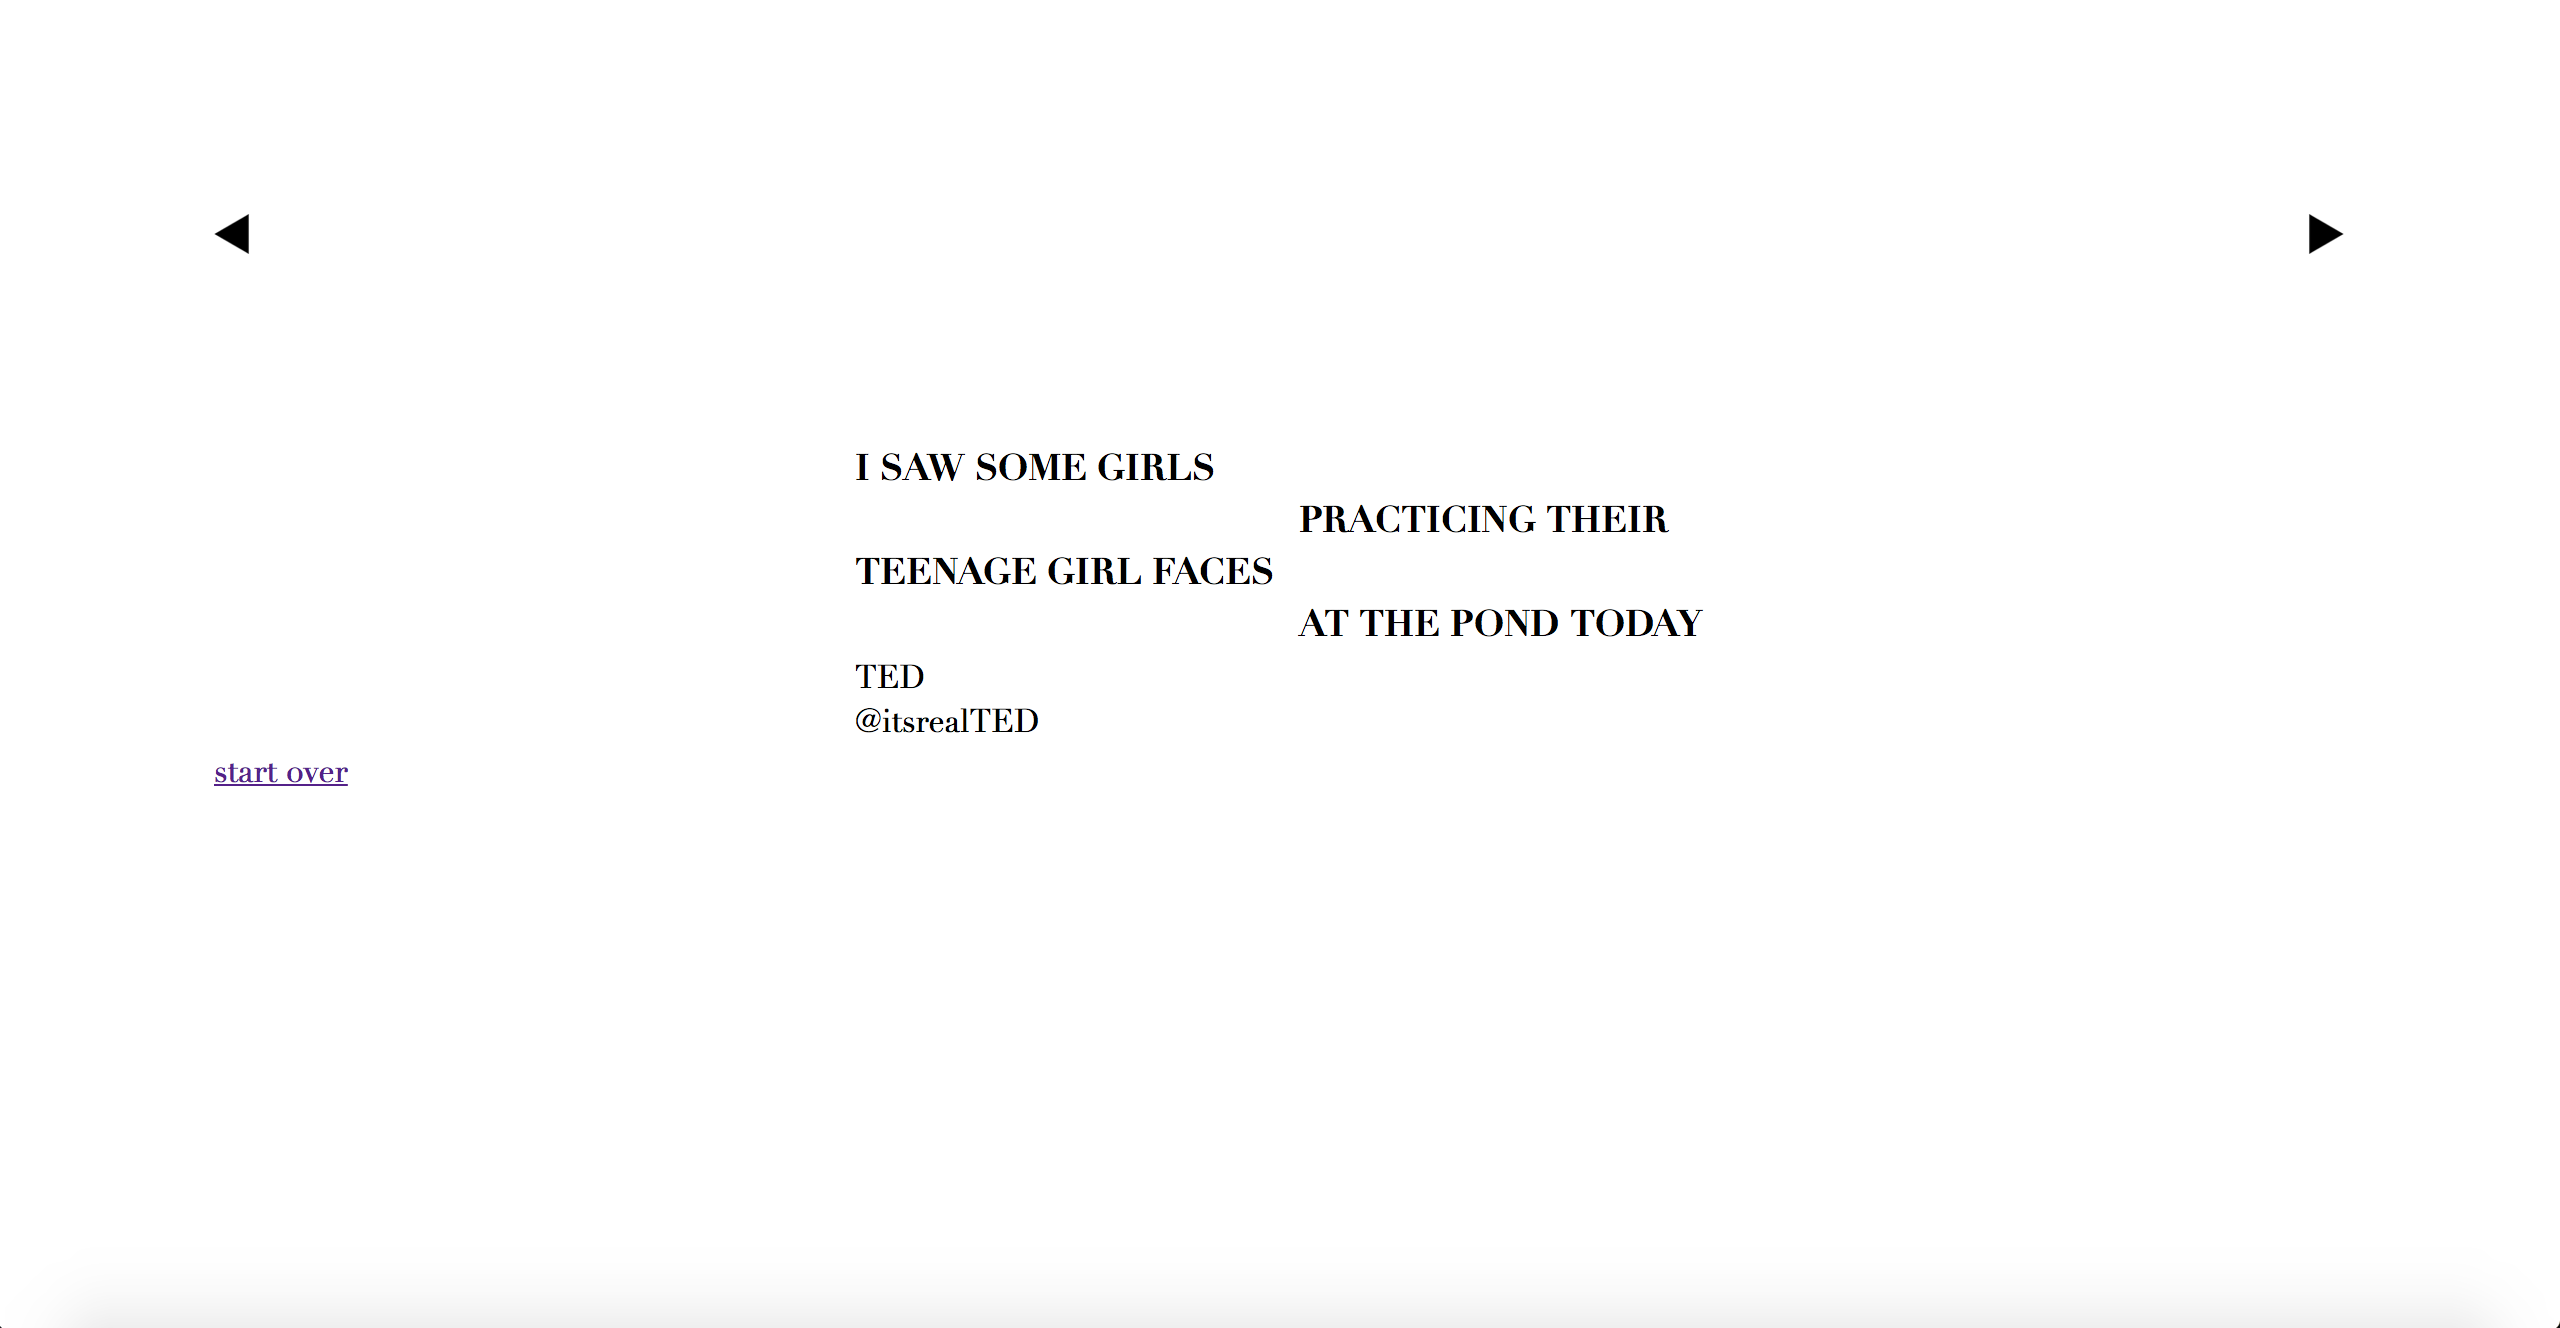 I SAW SOME GIRLS
PRACTICING THEIR
TEENAGE GIRL FACES
AT THE POND TODAY
TED
@itsrealTED
start over